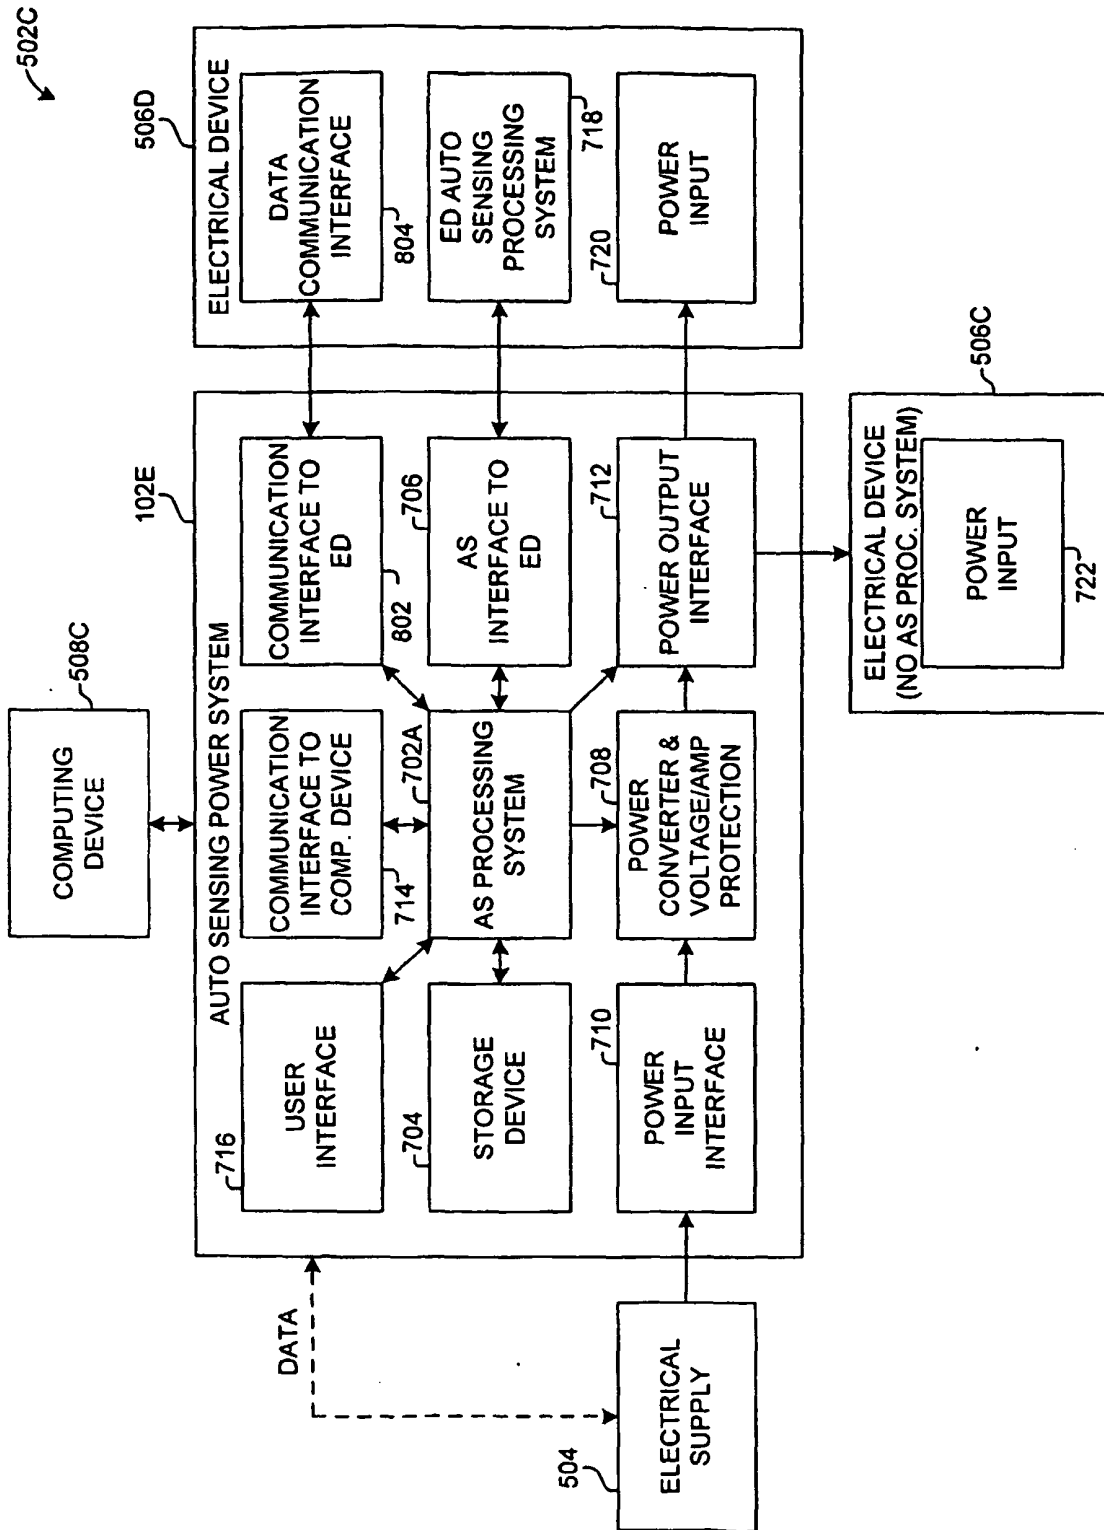 502C
COMPUTING
DEVICE
508C
AUTO SENSING POWER SYSTEM
102E
506D
ELECTRICAL DEVICE
716
USER
INTERFACE
COMMUNICATION
INTERFACE TO
COMP. DEVICE
714
COMMUNICATION
INTERFACE TO
ED
802
DATA
COMMUNICATION
INTERFACE
804
DATA
704
STORAGE
DEVICE
702A
AS PROCESSING
SYSTEM
706
AS
INTERFACE TO
ED
ED AUTO
SENSING
PROCESSING
SYSTEM
718
504
ELECTRICAL
SUPPLY
710
POWER
INPUT
INTERFACE
708
POWER
CONVERTER &
VOLTAGE/AMP
PROTECTION
712
POWER OUTPUT
INTERFACE
720
POWER
INPUT
506C
ELECTRICAL DEVICE
(NO AS PROC. SYSTEM)
POWER
INPUT
722